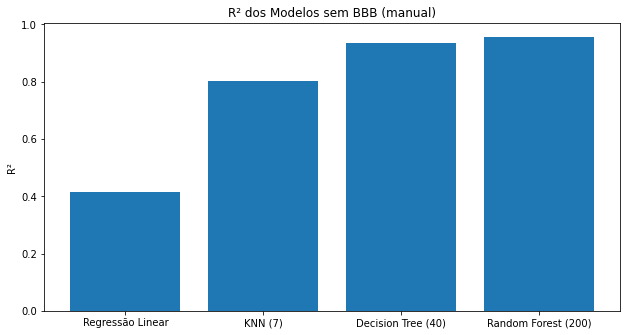 R² dos Modelos sem BBB (manual)
1.0
0.8
0.6
0.4
0.2
0.0
R²
Regressão Linear
KNN (7)
Decision Tree (40)
Random Forest (200)